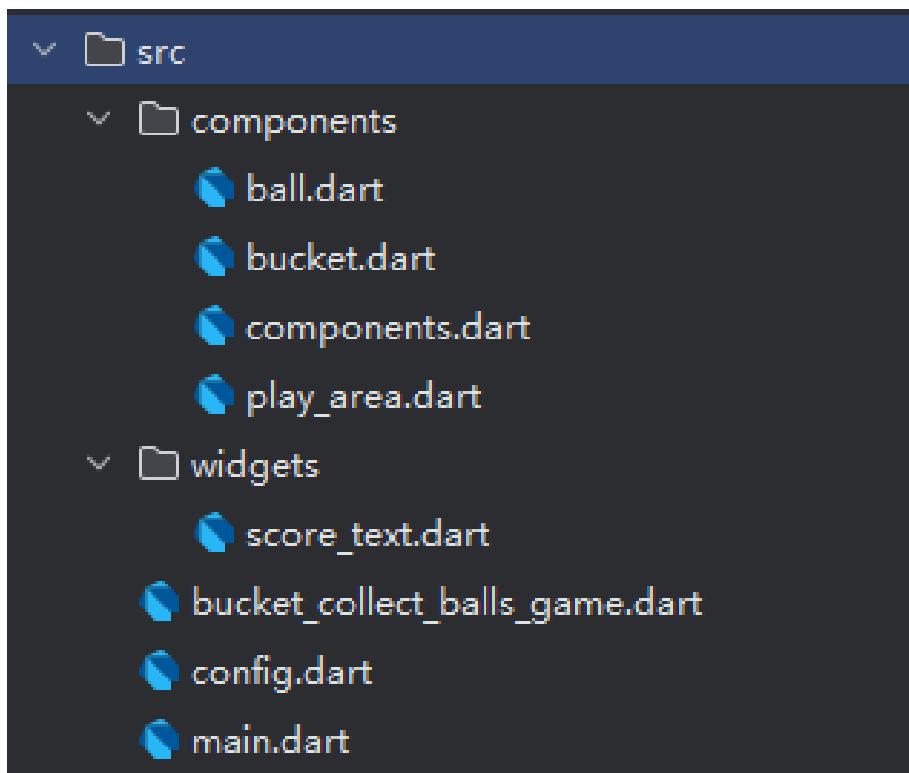 src
components
ball.dart
bucket.dart
components.dart
play_area.dart
widgets
score_text.dart
bucket_collect_balls_game.dart
config.dart
main.dart